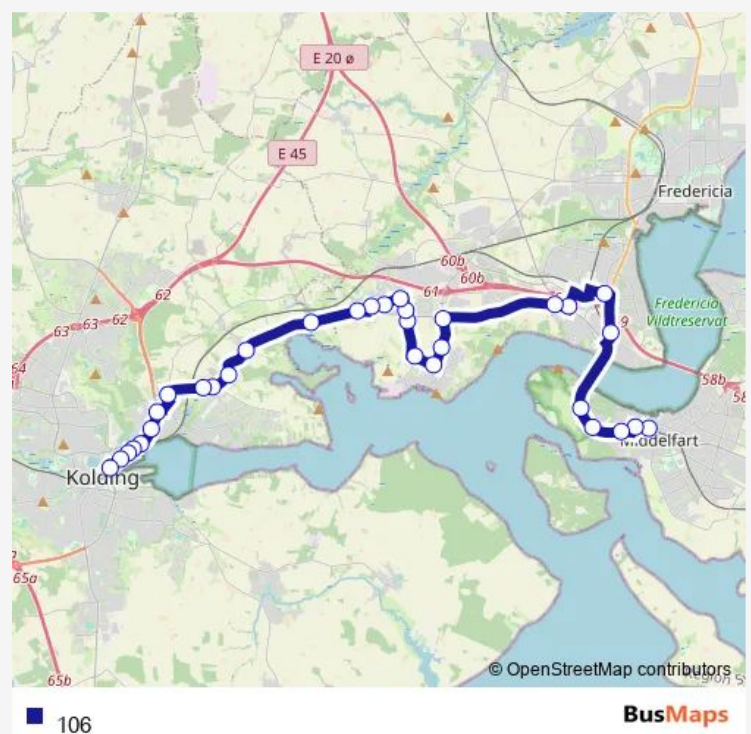 E 20 ø
E 45
Fredericia
60b
60b
61
62
Fredericia
Vildtreservat
63
63
62
9
64
58b
58
Middelfart
Kolding
65a
© OpenStreetMap contributors
65b
106
BusMaps